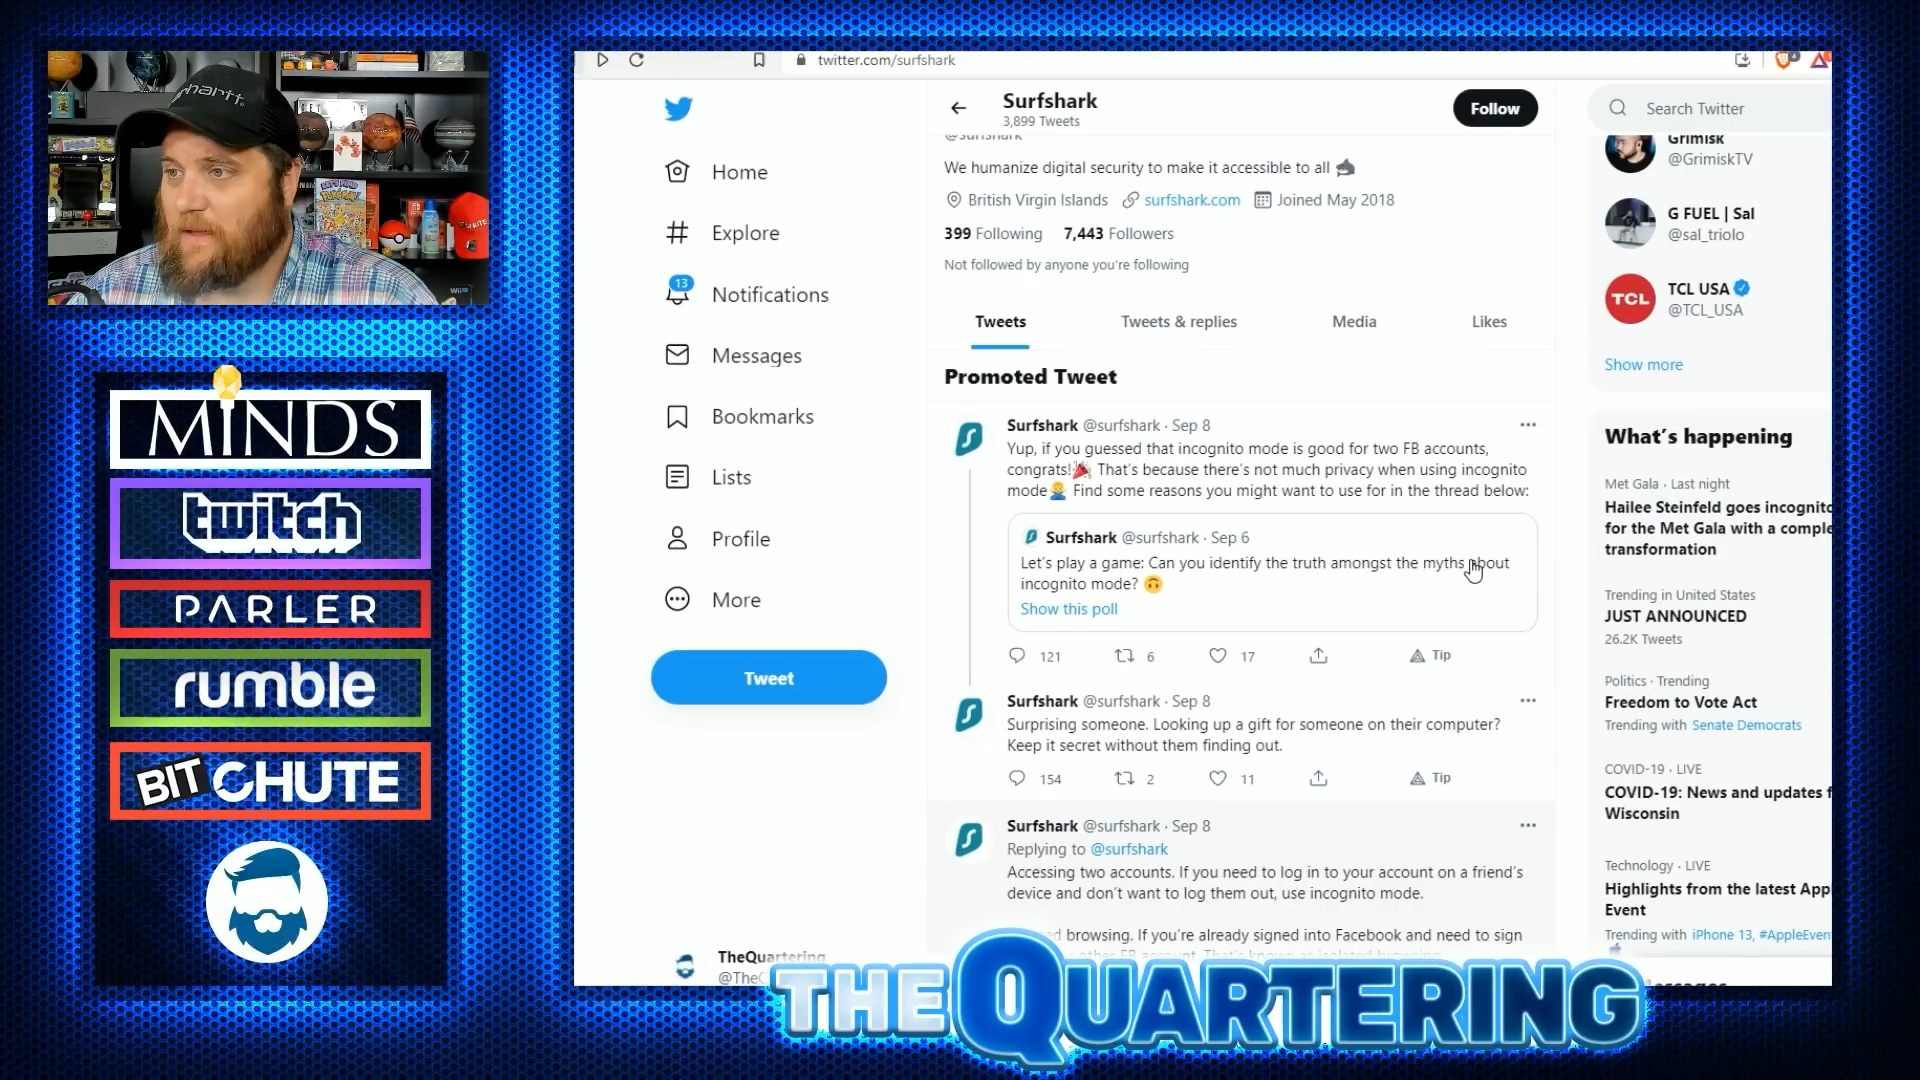 carhartt
MINDS
twitch
PARLER
rumble
BITCHUTE
twitter.com/surfshark
Home
Explore
13
Notifications
Messages
Bookmarks
Lists
Profile
More
Tweet
TheQuartering
Surfshark
3,899 Tweets
Follow
@surfshark
We humanize digital security to make it accessible to all
British Virgin Islands surfshark.com Joined May 2018
399 Following 7,443 Followers
Not followed by anyone you're following
Tweets Tweets & replies Media Likes
Promoted Tweet
Surfshark @surfshark · Sep 8
Yup, if you guessed that incognito mode is good for two FB accounts,
congrats! That's because there's not much privacy when using incognito
mode Find some reasons you might want to use for in the thread below:
Surfshark @surfshark · Sep 6
Let's play a game: Can you identify the truth amongst the myths about
incognito mode?
Show this poll
121 6 17 Tip
Surfshark @surfshark · Sep 8
Surprising someone. Looking up a gift for someone on their computer?
Keep it secret without them finding out.
154 2 11 Tip
Surfshark @surfshark · Sep 8
Replying to @surfshark
Accessing two accounts. If you need to log in to your account on a friend's
device and don't want to log them out, use incognito mode.
browsing. If you're already signed into Facebook and need to sign
other FB account. That's known as isolated browsing.
Search Twitter
Grimisk
@GrimiskTV
G FUEL | Sal
@sal_triolo
TCL
TCL USA
@TCL_USA
Show more
What's happening
Met Gala · Last night
Hailee Steinfeld goes incognito
for the Met Gala with a comple
transformation
Trending in United States
JUST ANNOUNCED
26.2K Tweets
Politics · Trending
Freedom to Vote Act
Trending with Senate Democrats
COVID-19 · LIVE
COVID-19: News and updates f
Wisconsin
Technology · LIVE
Highlights from the latest App
Event
Trending with iPhone 13, #AppleEven
THE QUARTERING